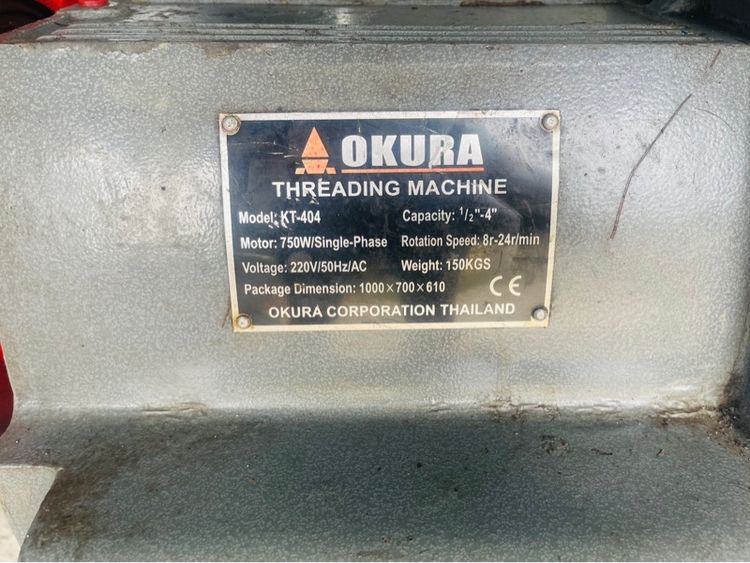 OKURA
THREADING MACHINE
Model: KT-404 Capacity: 1/2"-4"
Motor: 750W/Single-Phase Rotation Speed: 8r-24r/min
Voltage: 220V/50Hz/AC Weight: 150KGS
Package Dimension: 1000×700×610 CE
OKURA CORPORATION THAILAND